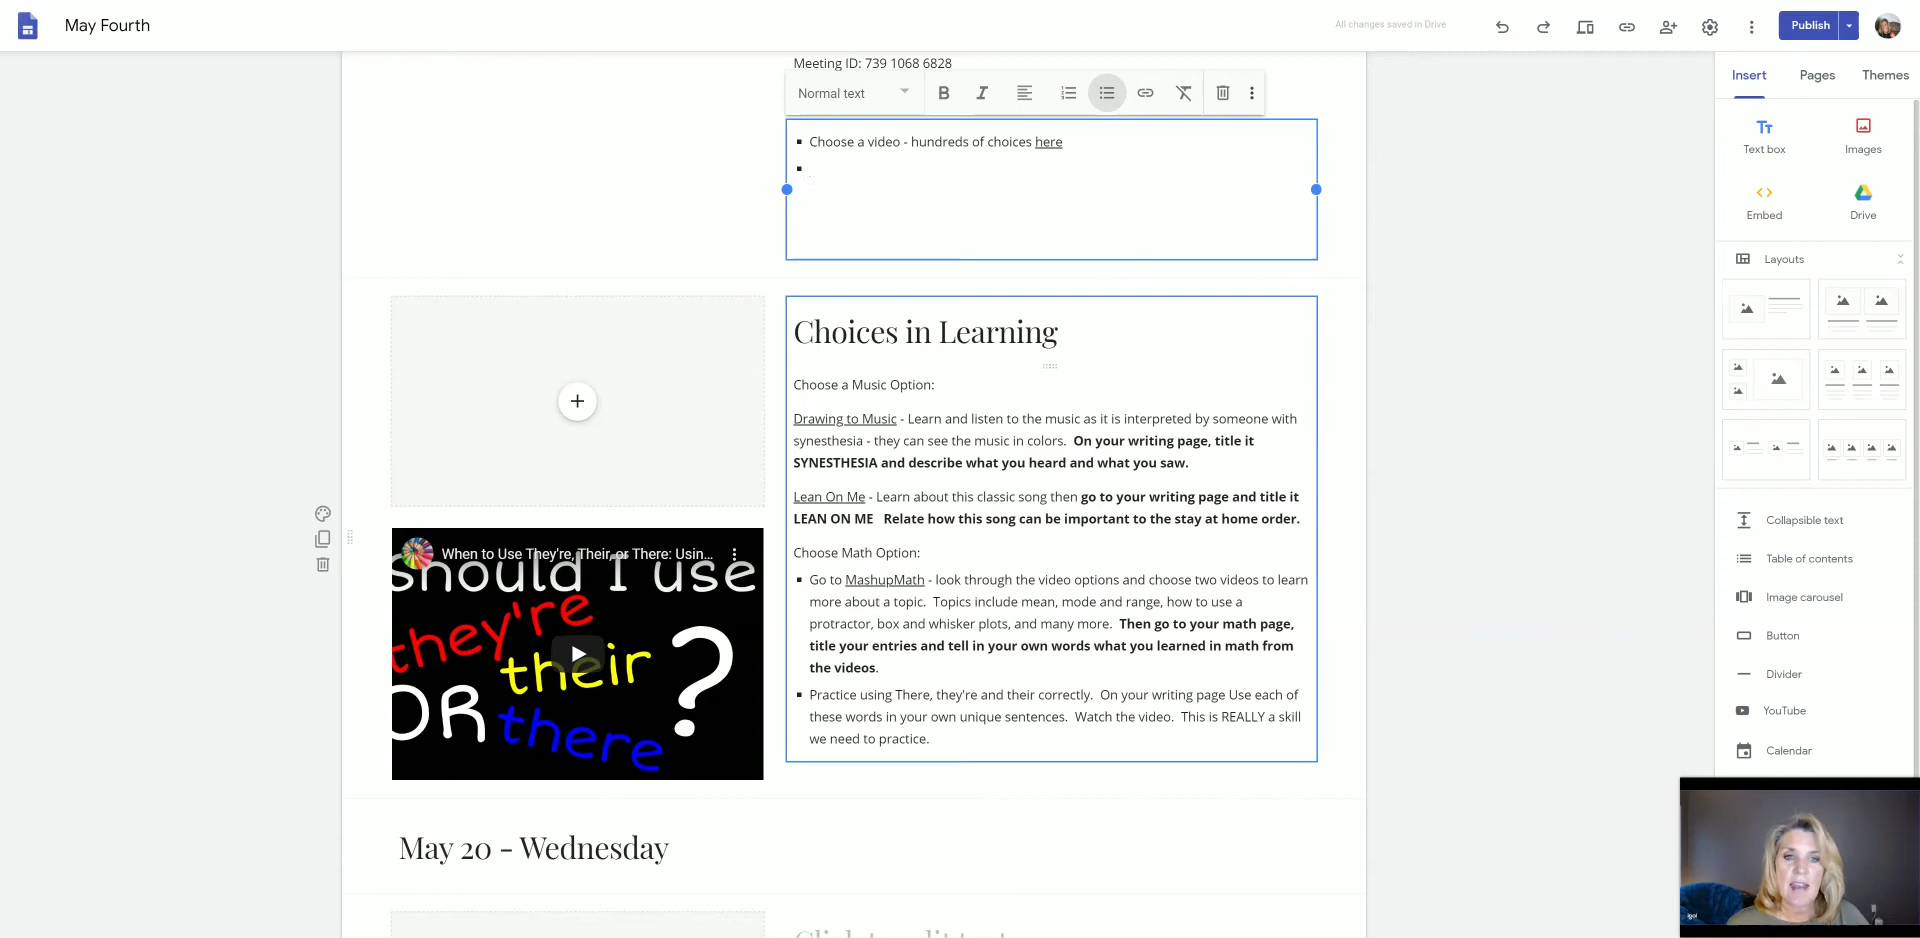 May Fourth
All changes saved in Drive
Publish
Meeting ID: 739 1068 6828
Normal text
Insert
Pages
Themes
Choose a video - hundreds of choices here
Text box
Images
Embed
Drive
Layouts
Choices in Learning
Choose a Music Option:
Drawing to Music - Learn and listen to the music as it is interpreted by someone with
synesthesia - they can see the music in colors. On your writing page, title it
SYNESTHESIA and describe what you heard and what you saw.
Lean On Me - Learn about this classic song then go to your writing page and title it
LEAN ON ME Relate how this song can be important to the stay at home order.
Choose Math Option:
Go to MashupMath - look through the video options and choose two videos to learn
more about a topic. Topics include mean, mode and range, how to use a
protractor, box and whisker plots, and many more. Then go to your math page,
title your entries and tell in your own words what you learned in math from
the videos.
Practice using There, they're and their correctly. On your writing page Use each of
these words in your own unique sentences. Watch the video. This is REALLY a skill
we need to practice.
When to Use They're, Their, or There: Usin...
should I use
they're
their
OR
there
?
Collapsible text
Table of contents
Image carousel
Button
Divider
YouTube
Calendar
May 20 - Wednesday